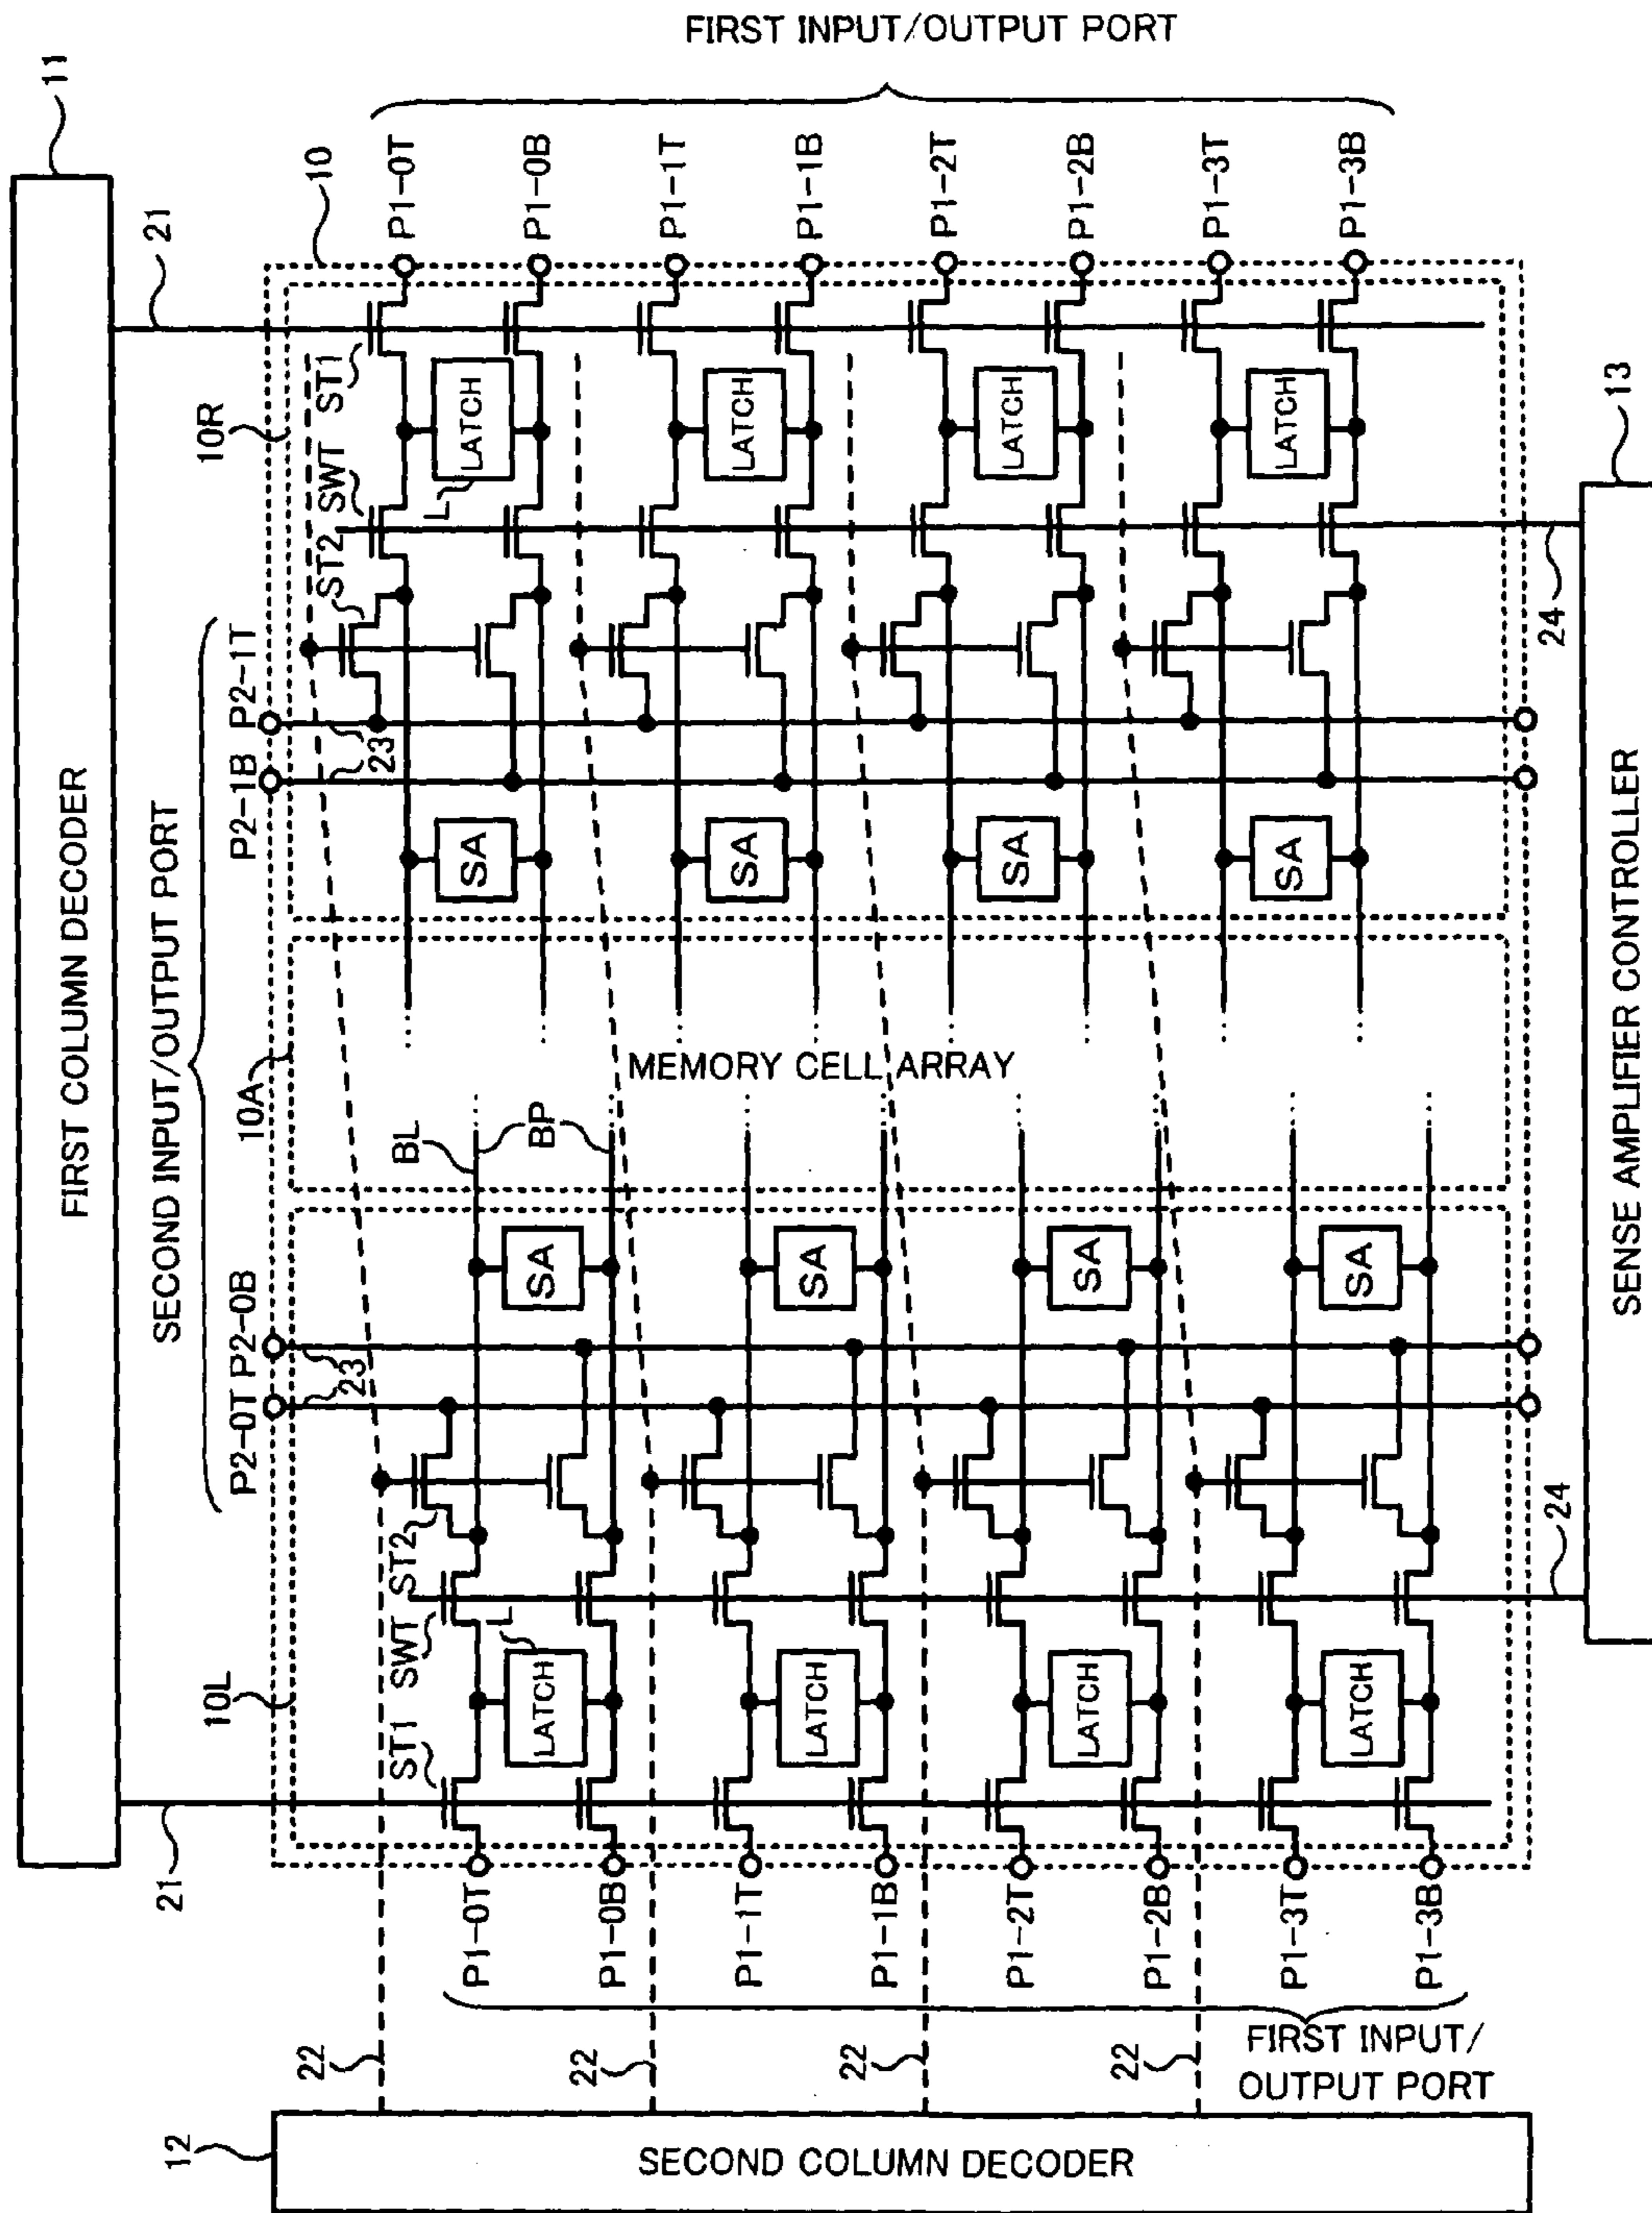 FIRST INPUT/OUTPUT PORT
11
FIRST COLUMN DECODER
21
10
P1-0T
P1-0B
P1-1T
P1-1B
P1-2T
P1-2B
P1-3T
P1-3B
10R
ST1
SWT
ST2
L
LATCH
LATCH
LATCH
LATCH
13
SENSE AMPLIFIER CONTROLLER
24
SECOND INPUT/OUTPUT PORT
P2-1T
P2-1B
23
SA
SA
SA
SA
10A
MEMORY CELL ARRAY
BL
BP
SA
SA
SA
SA
P2-0B
P2-0T
23
24
10L
ST2
SWT
ST1
L
LATCH
LATCH
LATCH
LATCH
21
P1-0T
P1-0B
P1-1T
P1-1B
P1-2T
P1-2B
P1-3T
P1-3B
22
22
22
22
FIRST INPUT/
OUTPUT PORT
12
SECOND COLUMN DECODER